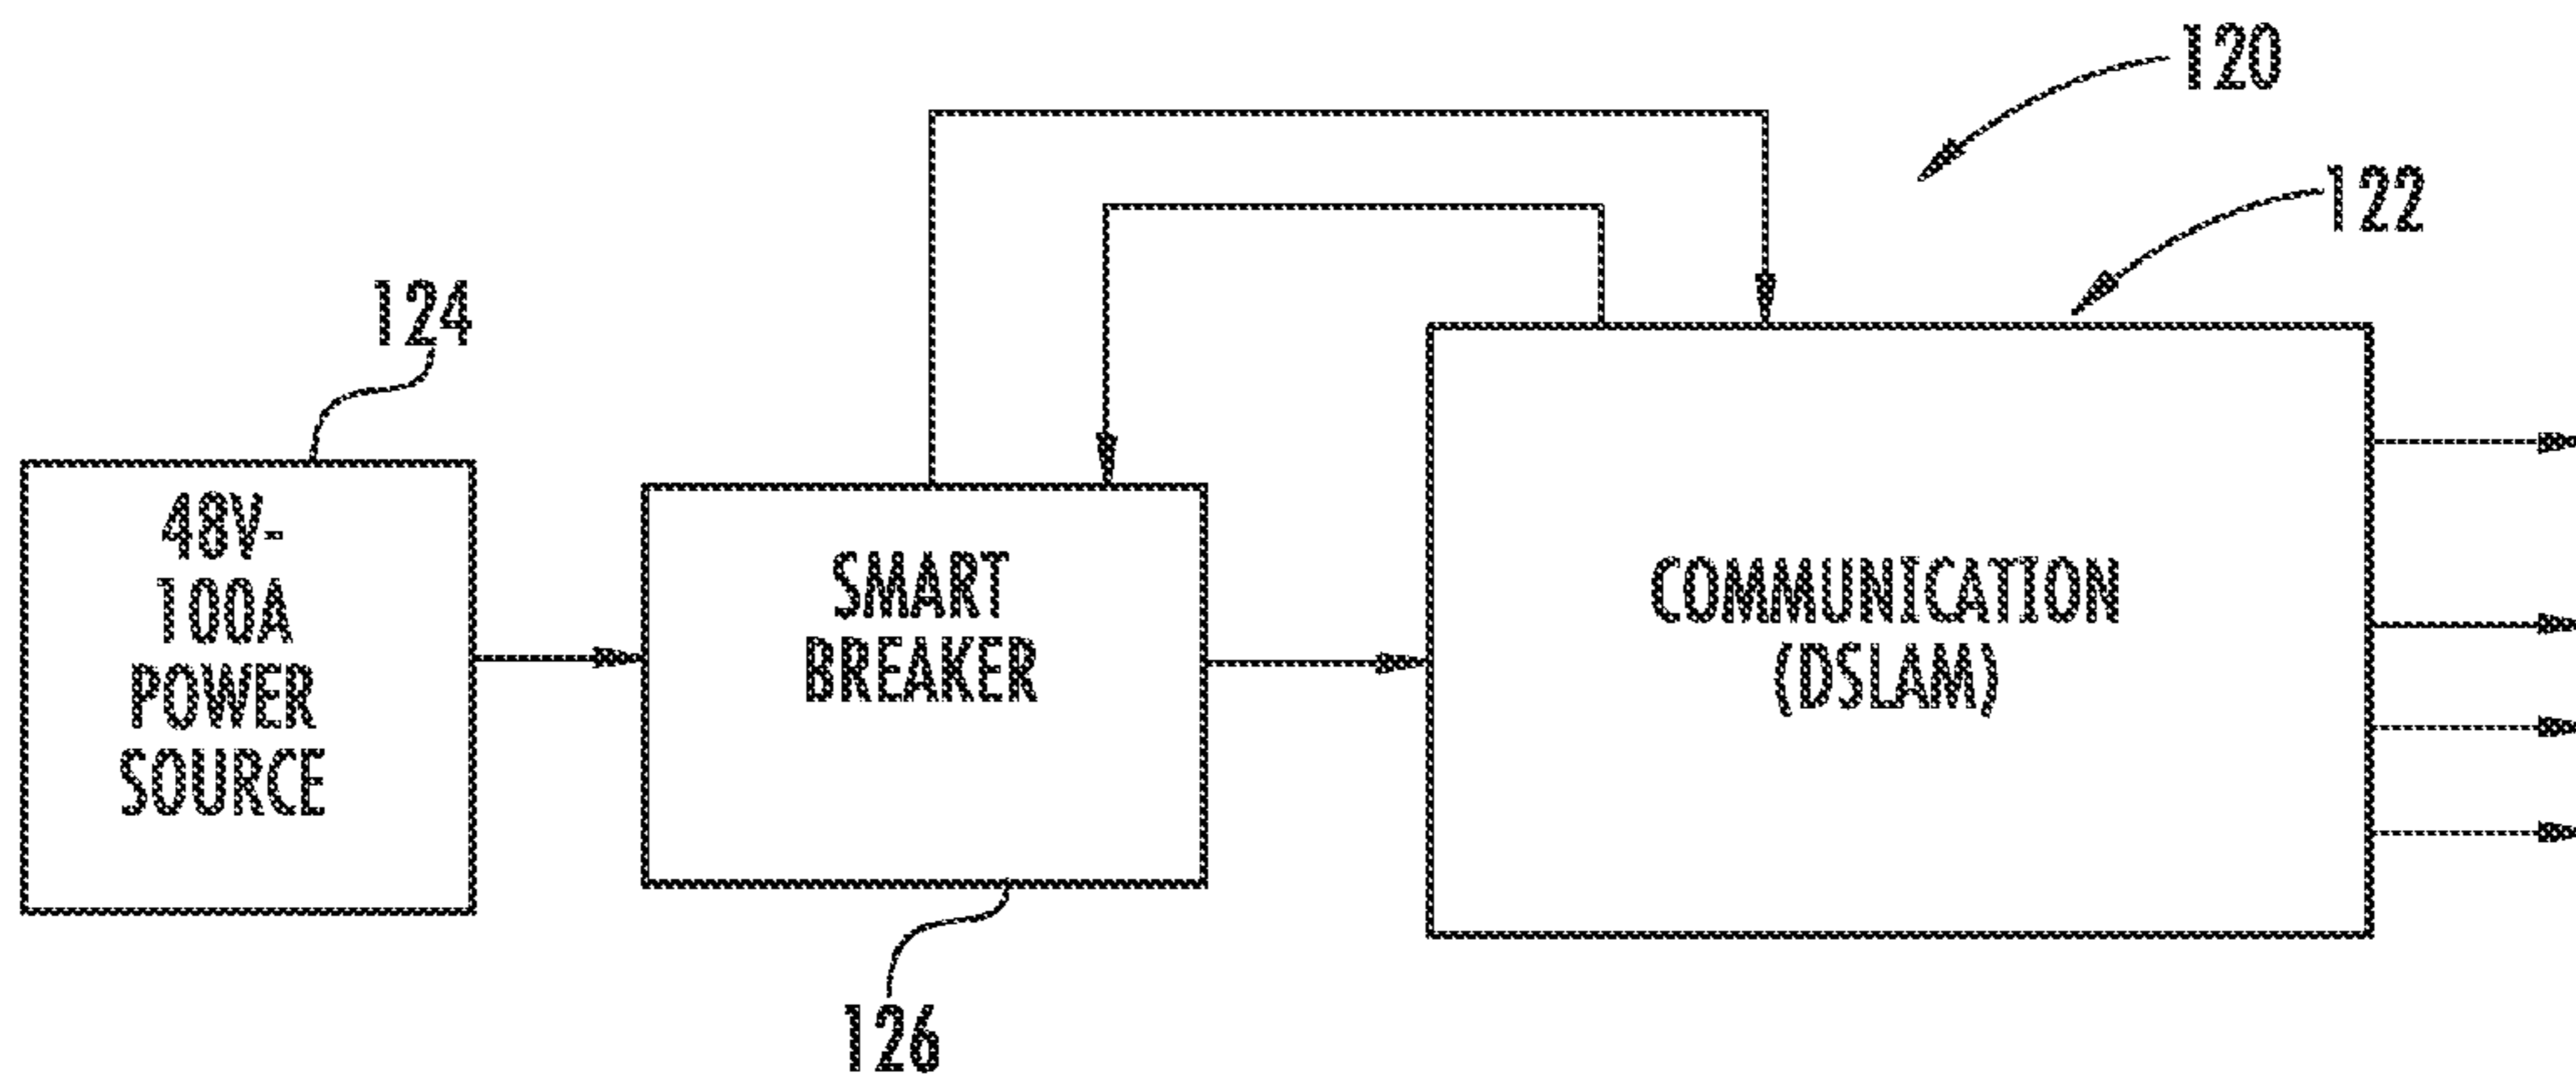 120
122
124
48V-
100A
POWER
SOURCE
SMART
BREAKER
COMMUNICATION
(DSLAM)
126